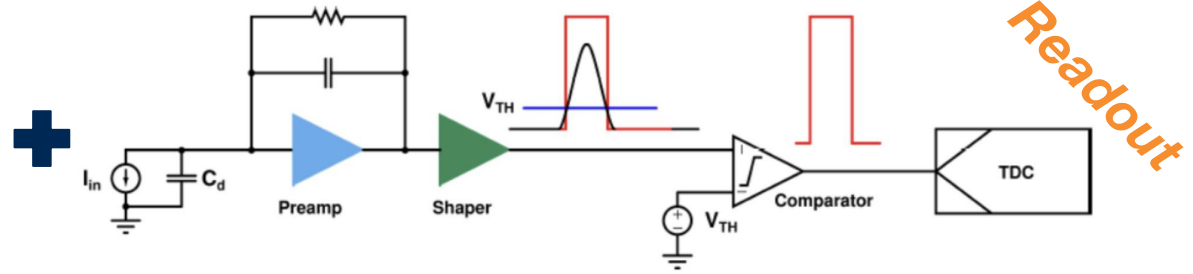 Readout
V_TH
I_in
C_d
Preamp
Shaper
V_TH
Comparator
TDC